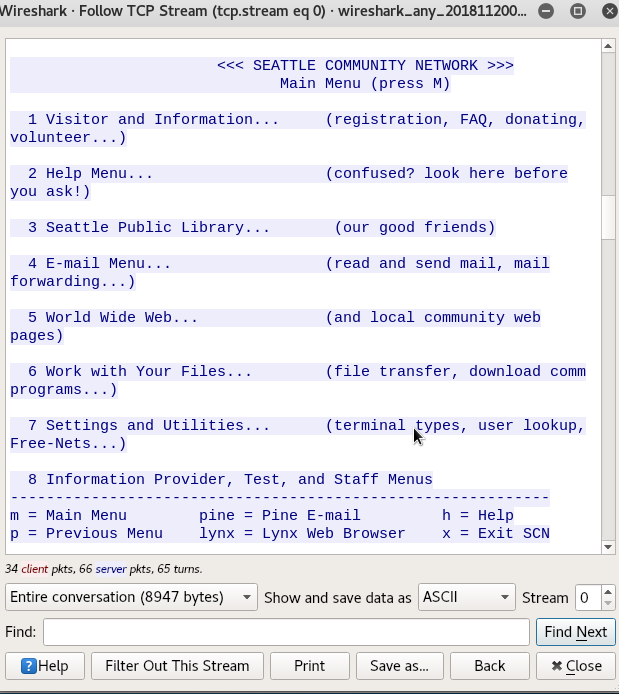 Wireshark · Follow TCP Stream (tcp.stream eq 0) · wireshark_any_201811200...
<<< SEATTLE COMMUNITY NETWORK >>>
Main Menu (press M)
1 Visitor and Information... (registration, FAQ, donating,
volunteer...)
2 Help Menu... (confused? look here before
you ask!)
3 Seattle Public Library... (our good friends)
4 E-mail Menu... (read and send mail, mail
forwarding...)
5 World Wide Web... (and local community web
pages)
6 Work with Your Files... (file transfer, download comm
programs...)
7 Settings and Utilities... (terminal types, user lookup,
Free-Nets...)
8 Information Provider, Test, and Staff Menus
------------------------------------------------------------
m = Main Menu pine = Pine E-mail h = Help
p = Previous Menu lynx = Lynx Web Browser x = Exit SCN
34 client pkts, 66 server pkts, 65 turns.
Entire conversation (8947 bytes) Show and save data as ASCII Stream 0
Find: Find Next
?Help Filter Out This Stream Print Save as... Back Close